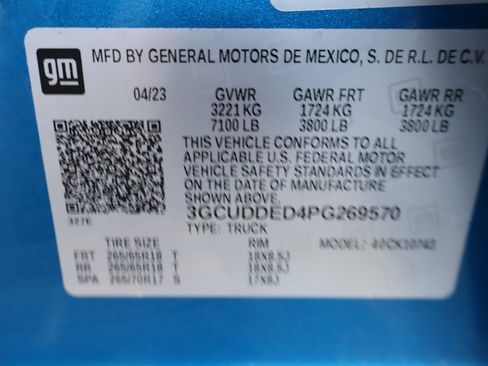 gm MFD BY GENERAL MOTORS DE MEXICO, S. DE R.L. DE C.V.
04/23 GVWR GAWR FRT GAWR RR
3221 KG 1724 KG 1724 KG
7100 LB 3800 LB 3800 LB
THIS VEHICLE CONFORMS TO ALL
APPLICABLE U.S. FEDERAL MOTOR
VEHICLE SAFETY STANDARDS IN EFFECT
ON THE DATE OF MANUFACTURE
SHOWN ABOVE.
3GCUDDED4PG269570
TYPE: TRUCK MODEL:
TIRE SIZE RIM
FRT 265/65R18 T 18X8.5J
RR 265/65R18 T 18X8.5J
SPA 265/70R17 S 17X8J